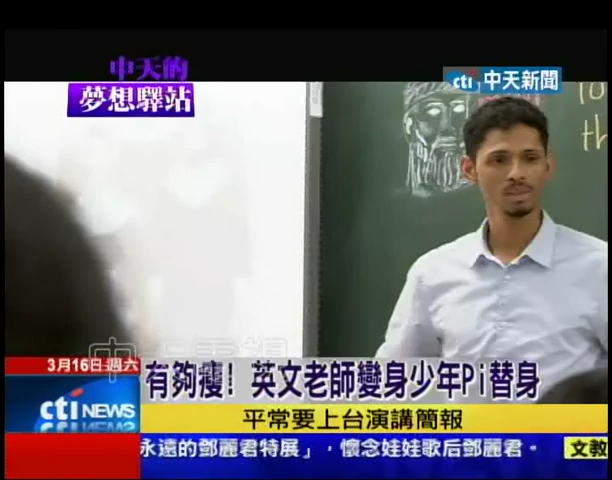 中天的
夢想驛站
cti 中天新聞
th
3月16日 週六
有夠瘦! 英文老師變身少年Pi替身
cti NEWS
平常要上台演講簡報
永遠的鄧麗君特展」，懷念娃娃歌后鄧麗君。
文教